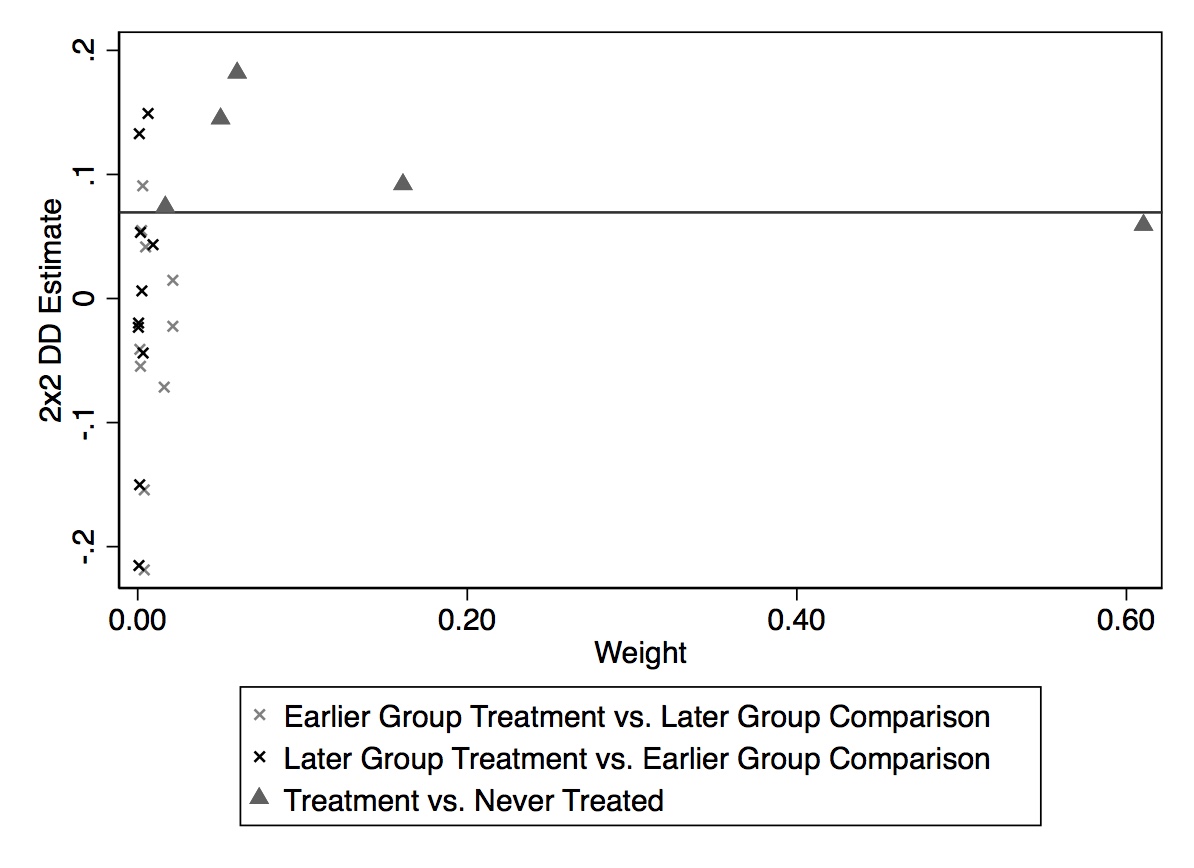 2x2 DD Estimate
.2
.1
0
-.1
-.2
0.00 0.20 0.40 0.60
Weight
Earlier Group Treatment vs. Later Group Comparison
Later Group Treatment vs. Earlier Group Comparison
Treatment vs. Never Treated